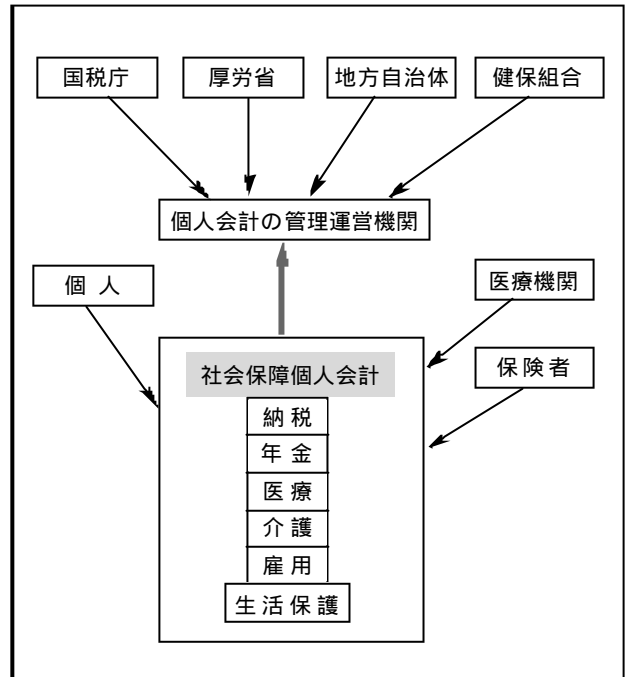 国税庁
厚労省
地方自治体
健保組合
個人会計の管理運営機関
個 人
医療機関
保険者
社会保障個人会計
納 税
年 金
医 療
介 護
雇 用
生 活 保 護